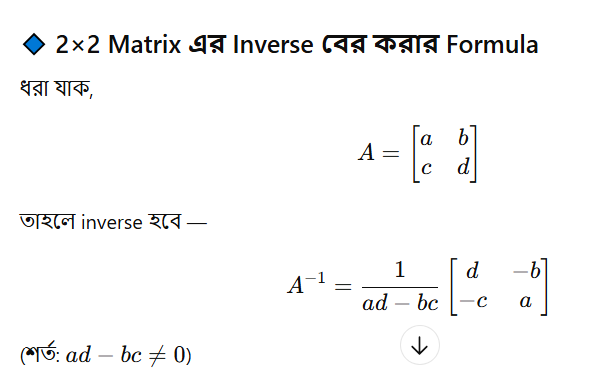 🔷 2×2 Matrix এর Inverse বের করার Formula
ধরা যাক,
A = [a b; c d]
তাহলে inverse হবে —
A⁻¹ = 1/(ad − bc) [d −b; −c a]
(শর্ত: ad − bc ≠ 0)